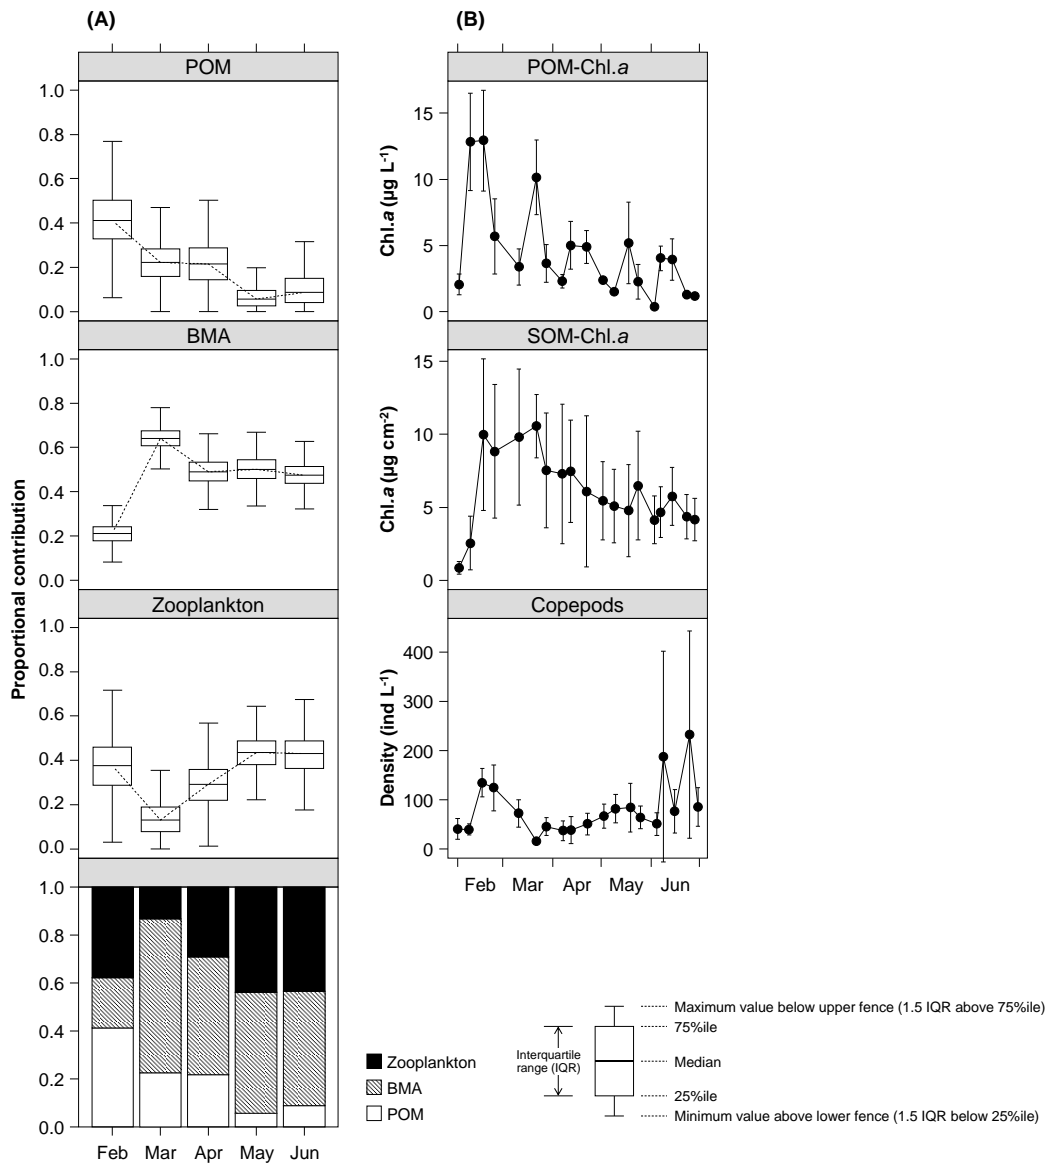 (A)
(B)
POM
POM-Chl.a
1.0
0.8
0.6
0.4
0.2
0.0
15
10
5
0
Chl.a (µg L-1)
BMA
SOM-Chl.a
1.0
0.8
0.6
0.4
0.2
0.0
15
10
5
0
Chl.a (µg cm-2)
Proportional contribution
Zooplankton
Copepods
1.0
0.8
0.6
0.4
0.2
0.0
400
300
200
100
0
Density (ind L-1)
Feb Mar Apr May Jun
1.0
0.8
0.6
0.4
0.2
0.0
Feb Mar Apr May Jun
Zooplankton
BMA
POM
Interquartile
range (IQR)
Maximum value below upper fence (1.5 IQR above 75%ile)
75%ile
Median
25%ile
Minimum value above lower fence (1.5 IQR below 25%ile)